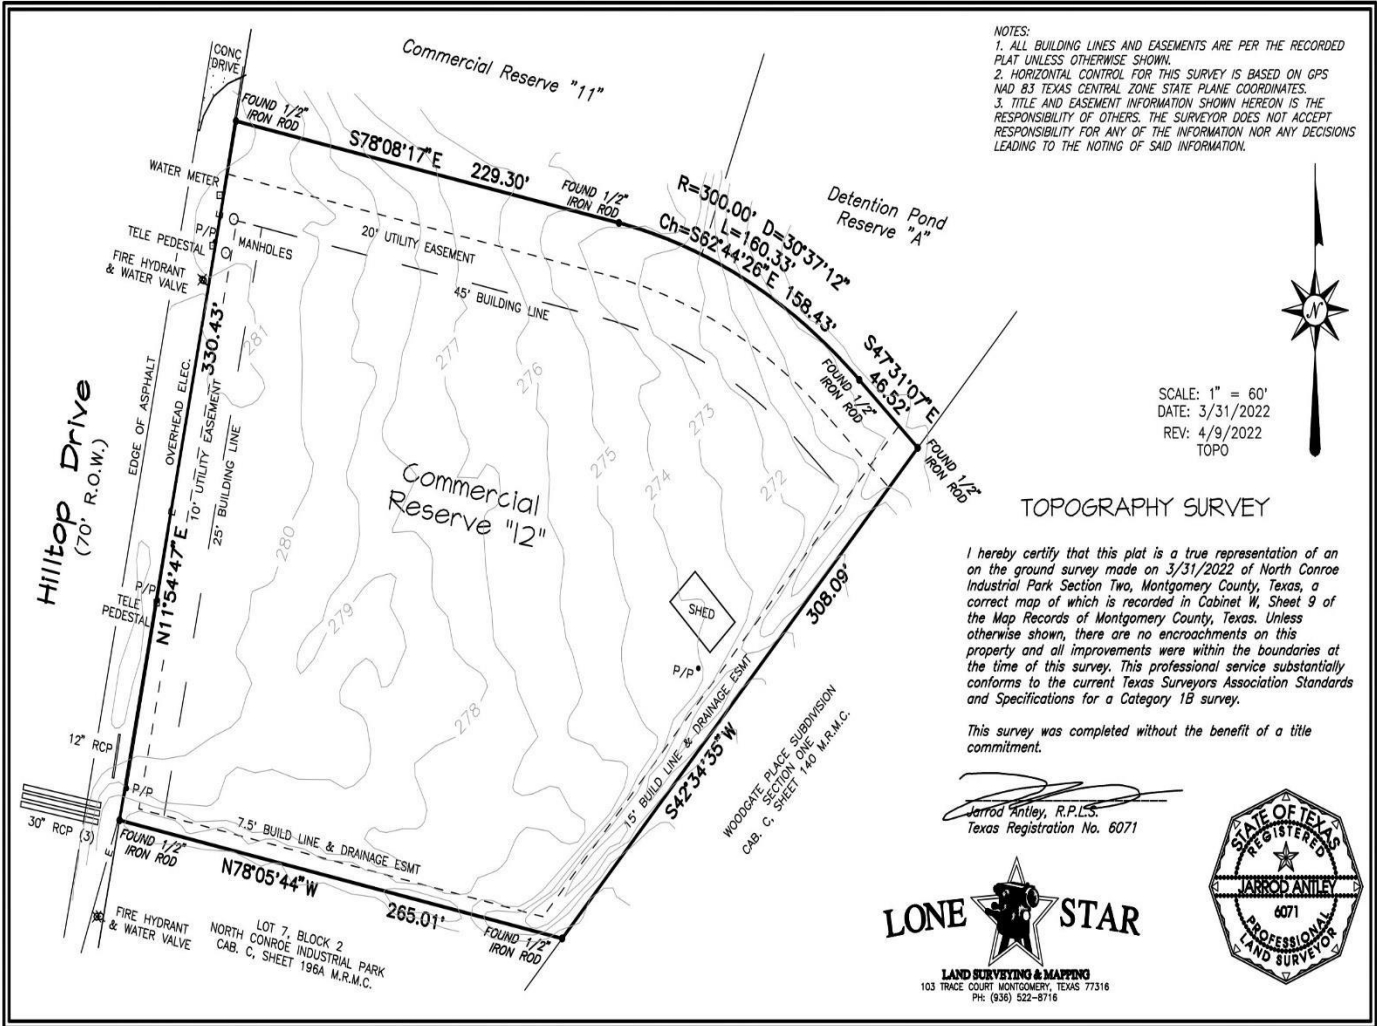 NOTES:
1. ALL BUILDING LINES AND EASEMENTS ARE PER THE RECORDED
PLAT UNLESS OTHERWISE SHOWN.
2. HORIZONTAL CONTROL FOR THIS SURVEY IS BASED ON GPS
NAD 83 TEXAS CENTRAL ZONE STATE PLANE COORDINATES.
3. TITLE AND EASEMENT INFORMATION SHOWN HEREON IS THE
RESPONSIBILITY OF OTHERS. THE SURVEYOR DOES NOT ACCEPT
RESPONSIBILITY FOR ANY OF THE INFORMATION NOR ANY DECISIONS
LEADING TO THE NOTING OF SAID INFORMATION.
CONC
DRIVE
Commercial Reserve "11"
FOUND 1/2"
IRON ROD
S78°08'17"E 229.30'
FOUND 1/2"
IRON ROD
R=300.00' D=30°37'12"
L=160.33'
Ch=S62°44'26"E 158.43'
Detention Pond
Reserve "A"
WATER METER
P/P
TELE PEDESTAL
MANHOLES
FIRE HYDRANT
& WATER VALVE
20' UTILITY EASEMENT
45' BUILDING LINE
S47°31'07"E
46.52'
FOUND 1/2"
IRON ROD
FOUND 1/2"
IRON ROD
N
SCALE: 1" = 60'
DATE: 3/31/2022
REV: 4/9/2022
TOPO
Hilltop Drive
(70' R.O.W.)
EDGE OF ASPHALT
OVERHEAD ELEC.
N11°54'47"E 330.43'
10' UTILITY EASEMENT
25' BUILDING LINE
281
280
279
278
277
276
275
274
273
272
Commercial
Reserve "12"
E
E
SHED
P/P
P/P
TELE
PEDESTAL
12" RCP
P/P
30" RCP (3)
E
FOUND 1/2"
IRON ROD
7.5' BUILD LINE & DRAINAGE ESMT
N78°05'44"W 265.01'
FOUND 1/2"
IRON ROD
15' BUILD LINE & DRAINAGE ESMT
S42°34'35"W 308.09'
WOODGATE PLACE SUBDIVISION
SECTION ONE
CAB. C, SHEET 140 M.R.M.C.
FIRE HYDRANT
& WATER VALVE
LOT 7, BLOCK 2
NORTH CONROE INDUSTRIAL PARK
CAB. C, SHEET 196A M.R.M.C.
TOPOGRAPHY SURVEY
I hereby certify that this plat is a true representation of an
on the ground survey made on 3/31/2022 of North Conroe
Industrial Park Section Two, Montgomery County, Texas, a
correct map of which is recorded in Cabinet W, Sheet 9 of
the Map Records of Montgomery County, Texas. Unless
otherwise shown, there are no encroachments on this
property and all improvements were within the boundaries at
the time of this survey. This professional service substantially
conforms to the current Texas Surveyors Association Standards
and Specifications for a Category 1B survey.
This survey was completed without the benefit of a title
commitment.
Jarrod Antley, R.P.L.S.
Texas Registration No. 6071
LONE STAR
LAND SURVEYING & MAPPING
103 TRACE COURT MONTGOMERY, TEXAS 77316
PH: (936) 522-8716
STATE OF TEXAS
REGISTERED
JARROD ANTLEY
6071
PROFESSIONAL
LAND SURVEYOR